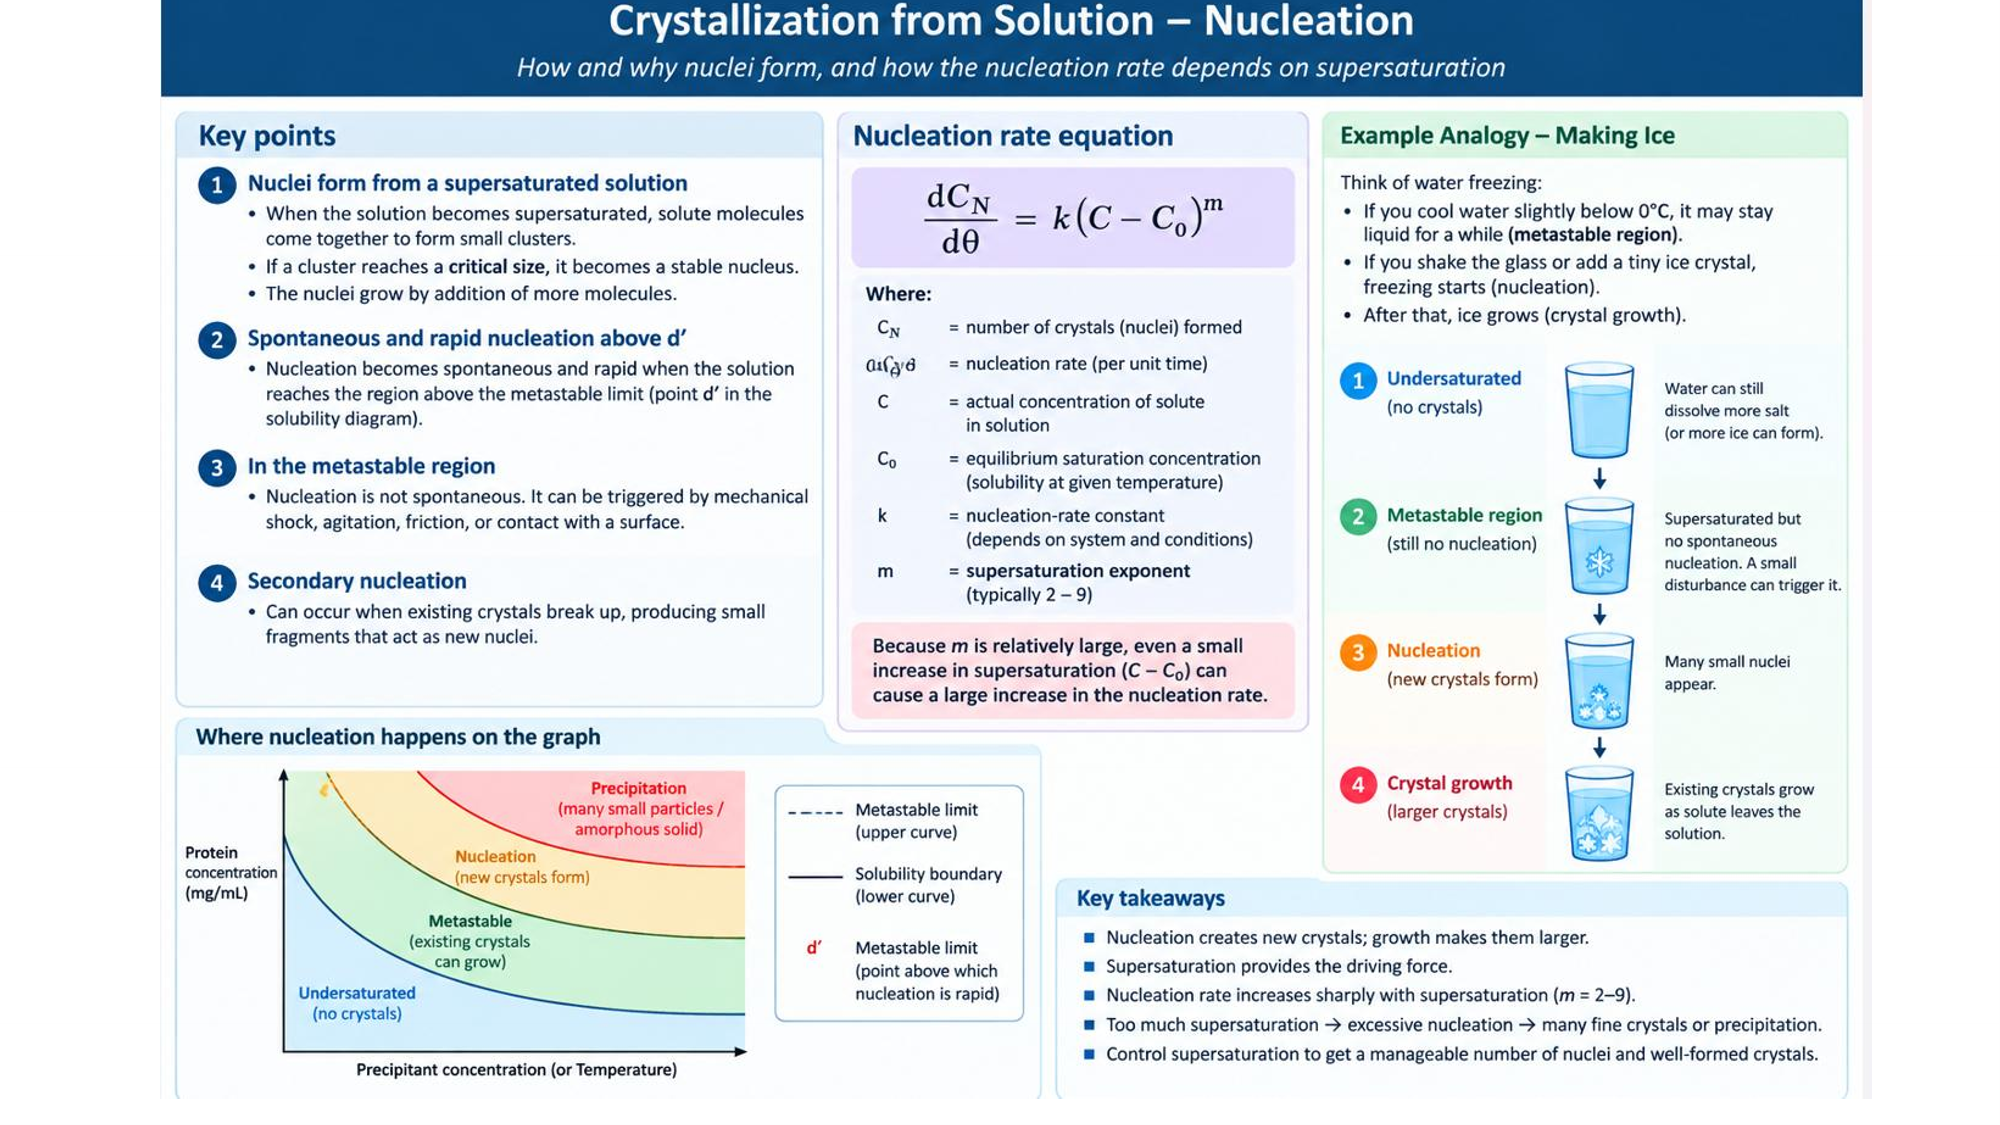 Crystallization from Solution – Nucleation
How and why nuclei form, and how the nucleation rate depends on supersaturation
Key points
1 Nuclei form from a supersaturated solution
• When the solution becomes supersaturated, solute molecules
come together to form small clusters.
• If a cluster reaches a critical size, it becomes a stable nucleus.
• The nuclei grow by addition of more molecules.
2 Spontaneous and rapid nucleation above d′
• Nucleation becomes spontaneous and rapid when the solution
reaches the region above the metastable limit (point d′ in the
solubility diagram).
3 In the metastable region
• Nucleation is not spontaneous. It can be triggered by mechanical
shock, agitation, friction, or contact with a surface.
4 Secondary nucleation
• Can occur when existing crystals break up, producing small
fragments that act as new nuclei.
Nucleation rate equation
dC_N/dθ = k(C – C₀)^m
Where:
C_N = number of crystals (nuclei) formed
= nucleation rate (per unit time)
C = actual concentration of solute
in solution
C₀ = equilibrium saturation concentration
(solubility at given temperature)
k = nucleation-rate constant
(depends on system and conditions)
m = supersaturation exponent
(typically 2 – 9)
Because m is relatively large, even a small
increase in supersaturation (C – C₀) can
cause a large increase in the nucleation rate.
Example Analogy – Making Ice
Think of water freezing:
• If you cool water slightly below 0°C, it may stay
liquid for a while (metastable region).
• If you shake the glass or add a tiny ice crystal,
freezing starts (nucleation).
• After that, ice grows (crystal growth).
1 Undersaturated
(no crystals)
Water can still
dissolve more salt
(or more ice can form).
2 Metastable region
(still no nucleation)
Supersaturated but
no spontaneous
nucleation. A small
disturbance can trigger it.
3 Nucleation
(new crystals form)
Many small nuclei
appear.
4 Crystal growth
(larger crystals)
Existing crystals grow
as solute leaves the
solution.
Where nucleation happens on the graph
Protein
concentration
(mg/mL)
Precipitation
(many small particles /
amorphous solid)
Nucleation
(new crystals form)
Metastable
(existing crystals
can grow)
Undersaturated
(no crystals)
Precipitant concentration (or Temperature)
Metastable limit
(upper curve)
Solubility boundary
(lower curve)
d′ Metastable limit
(point above which
nucleation is rapid)
Key takeaways
■ Nucleation creates new crystals; growth makes them larger.
■ Supersaturation provides the driving force.
■ Nucleation rate increases sharply with supersaturation (m = 2–9).
■ Too much supersaturation → excessive nucleation → many fine crystals or precipitation.
■ Control supersaturation to get a manageable number of nuclei and well-formed crystals.